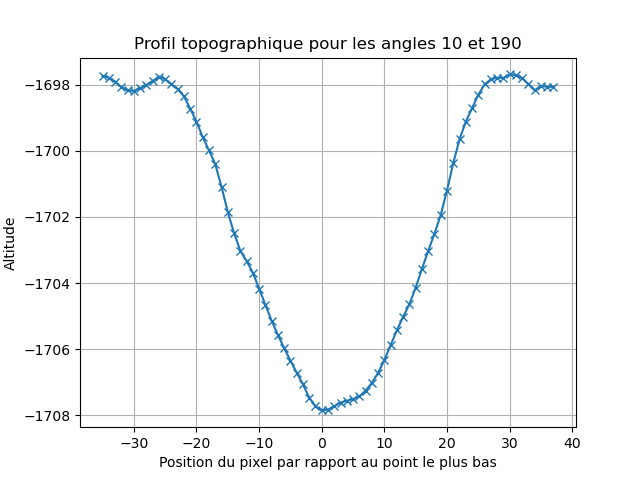 Profil topographique pour les angles 10 et 190
Altitude
−1698
−1700
−1702
−1704
−1706
−1708
−30 −20 −10 0 10 20 30 40
Position du pixel par rapport au point le plus bas